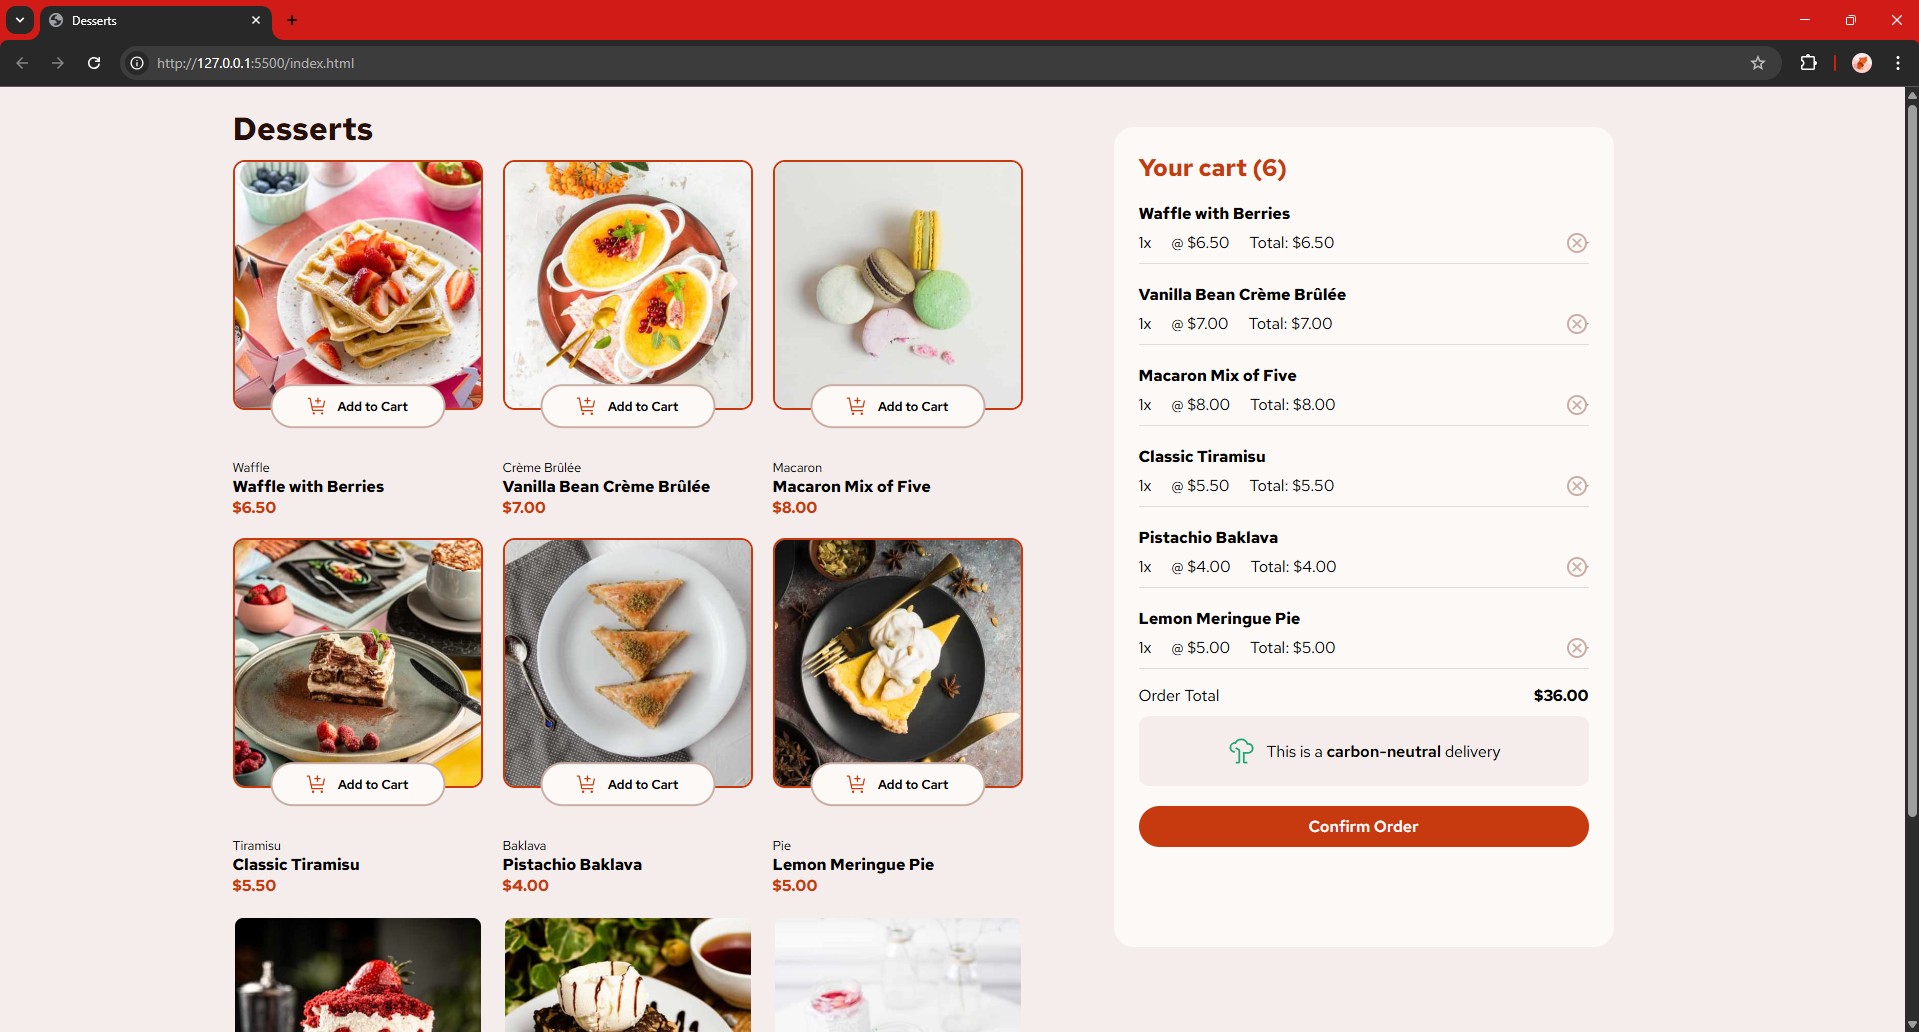 Desserts
http://127.0.0.1:5500/index.html
Desserts
Add to Cart
Add to Cart
Add to Cart
Waffle
Waffle with Berries
$6.50
Crème Brûlée
Vanilla Bean Crème Brûlée
$7.00
Macaron
Macaron Mix of Five
$8.00
Add to Cart
Add to Cart
Add to Cart
Tiramisu
Classic Tiramisu
$5.50
Baklava
Pistachio Baklava
$4.00
Pie
Lemon Meringue Pie
$5.00
Your cart (6)
Waffle with Berries
1x @ $6.50 Total: $6.50
Vanilla Bean Crème Brûlée
1x @ $7.00 Total: $7.00
Macaron Mix of Five
1x @ $8.00 Total: $8.00
Classic Tiramisu
1x @ $5.50 Total: $5.50
Pistachio Baklava
1x @ $4.00 Total: $4.00
Lemon Meringue Pie
1x @ $5.00 Total: $5.00
Order Total $36.00
This is a carbon-neutral delivery
Confirm Order